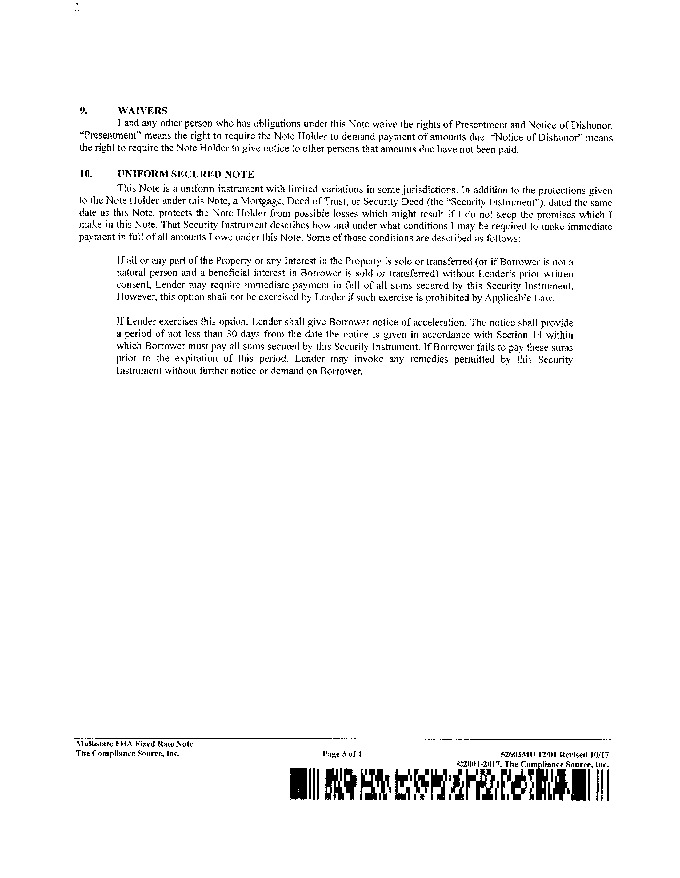 9. WAIVERS
I and any other person who has obligations under this Note waive the rights of Presentment and Notice of Dishonor.
"Presentment" means the right to require the Note Holder to demand payment of amounts due. "Notice of Dishonor" means
the right to require the Note Holder to give notice to other persons that amounts due have not been paid.
10. UNIFORM SECURED NOTE
This Note is a uniform instrument with limited variations in some jurisdictions. In addition to the protections given
to the Note Holder under this Note, a Mortgage, Deed of Trust, or Security Deed (the "Security Instrument"), dated the same
date as this Note, protects the Note Holder from possible losses which might result if I do not keep the promises which I
make in this Note. That Security Instrument describes how and under what conditions I may be required to make immediate
payment in full of all amounts I owe under this Note. Some of those conditions are described as follows:
If all or any part of the Property or any Interest in the Property is sold or transferred (or if Borrower is not a
natural person and a beneficial interest in Borrower is sold or transferred) without Lender's prior written
consent, Lender may require immediate payment in full of all sums secured by this Security Instrument.
However, this option shall not be exercised by Lender if such exercise is prohibited by Applicable Law.
If Lender exercises this option, Lender shall give Borrower notice of acceleration. The notice shall provide
a period of not less than 30 days from the date the notice is given in accordance with Section 14 within
which Borrower must pay all sums secured by this Security Instrument. If Borrower fails to pay these sums
prior to the expiration of this period, Lender may invoke any remedies permitted by this Security
Instrument without further notice or demand on Borrower.
Multistate FHA Fixed Rate Note
The Compliance Source, Inc.
Page 3 of 4
12/01 Revised 10/17
©2001-2017, The Compliance Source, Inc.